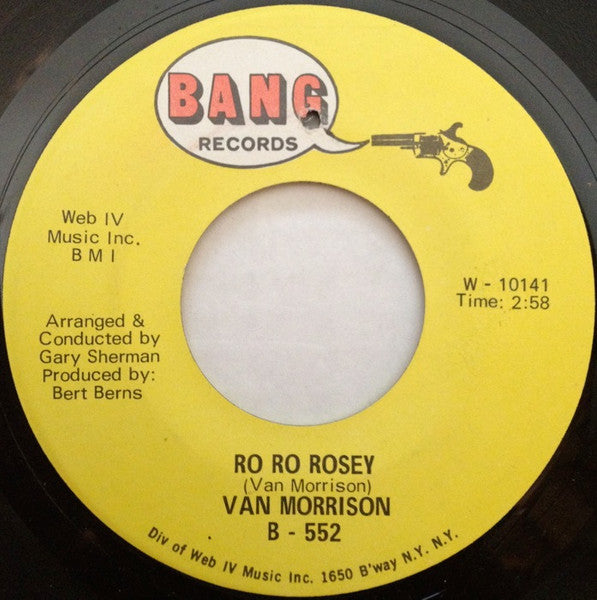 BANG
RECORDS
Web IV
Music Inc.
B M I
W - 10141
Time: 2:58
Arranged &
Conducted by
Gary Sherman
Produced by:
Bert Berns
RO RO ROSEY
(Van Morrison)
VAN MORRISON
B - 552
Div of Web IV Music Inc. 1650 B'way N.Y. N.Y.